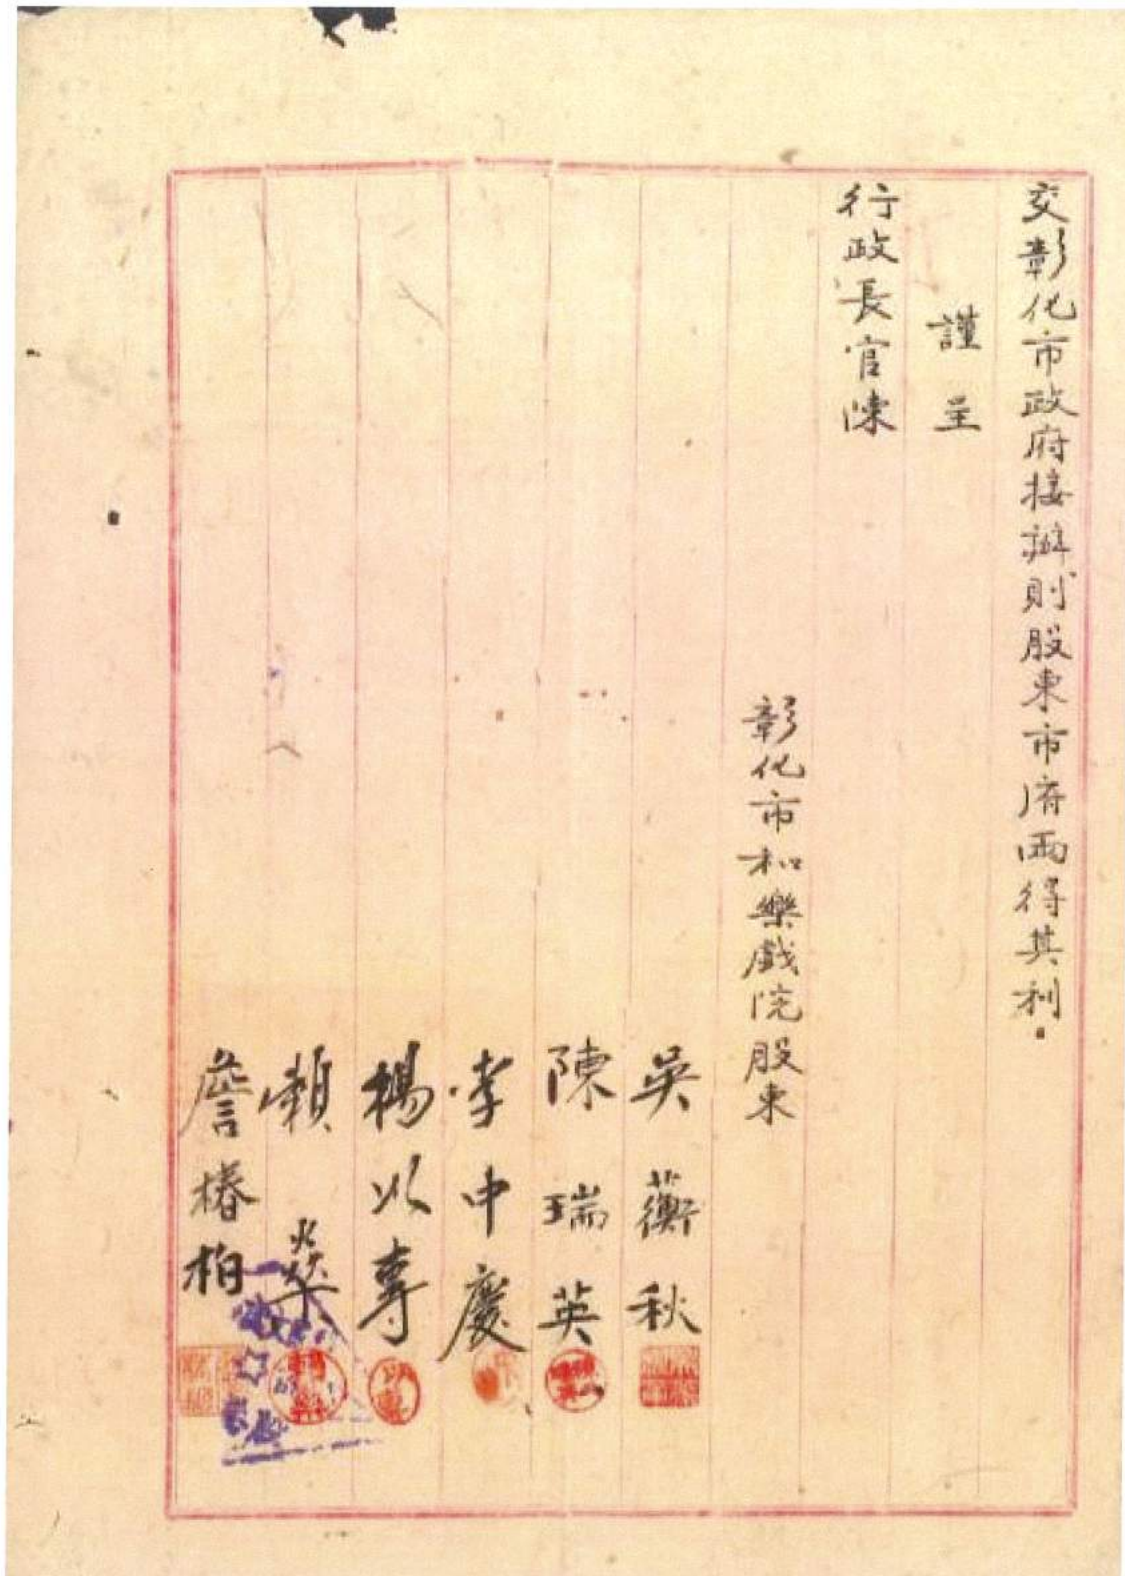 交彰化市政府接辦則股東市府両得其利。
謹呈
行政長官陳
彰化市和樂戲院股東
吳蘅秋
陳瑞英
李中慶
楊以專
賴燊
詹椿柏